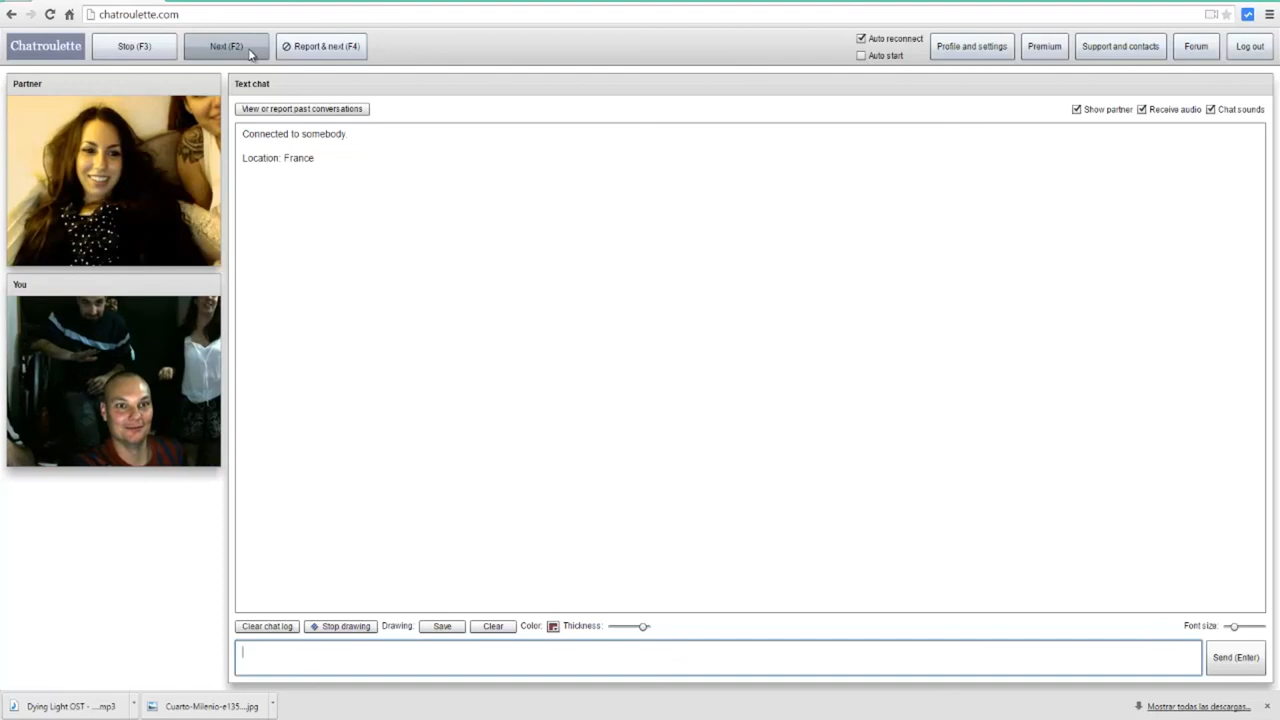 chatroulette.com
Chatroulette
Stop (F3)
Next (F2)
Report & next (F4)
Auto reconnect
Auto start
Profile and settings
Premium
Support and contacts
Forum
Log out
Partner
Text chat
View or report past conversations
Show partner
Receive audio
Chat sounds
Connected to somebody.
Location: France
You
Clear chat log
Stop drawing
Drawing:
Save
Clear
Color:
Thickness:
Font size:
Send (Enter)
Dying Light OST - ....mp3
Cuarto-Milenio-e135....jpg
Mostrar todas las descargas...